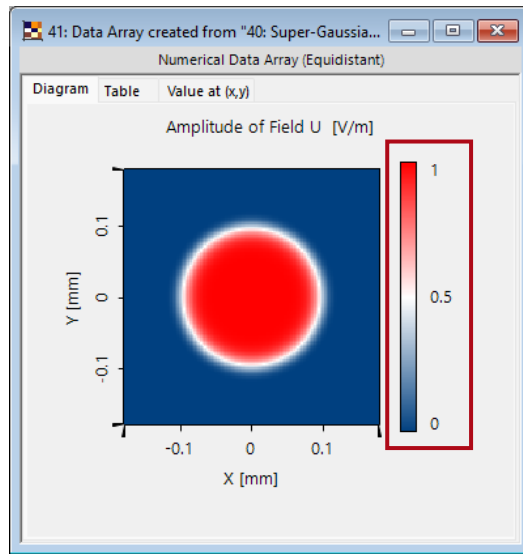 41: Data Array created from "40: Super-Gaussia...
Numerical Data Array (Equidistant)
Diagram Table Value at (x,y)
Amplitude of Field U [V/m]
1
0.5
0
0.1
0
-0.1
Y [mm]
-0.1 0 0.1
X [mm]